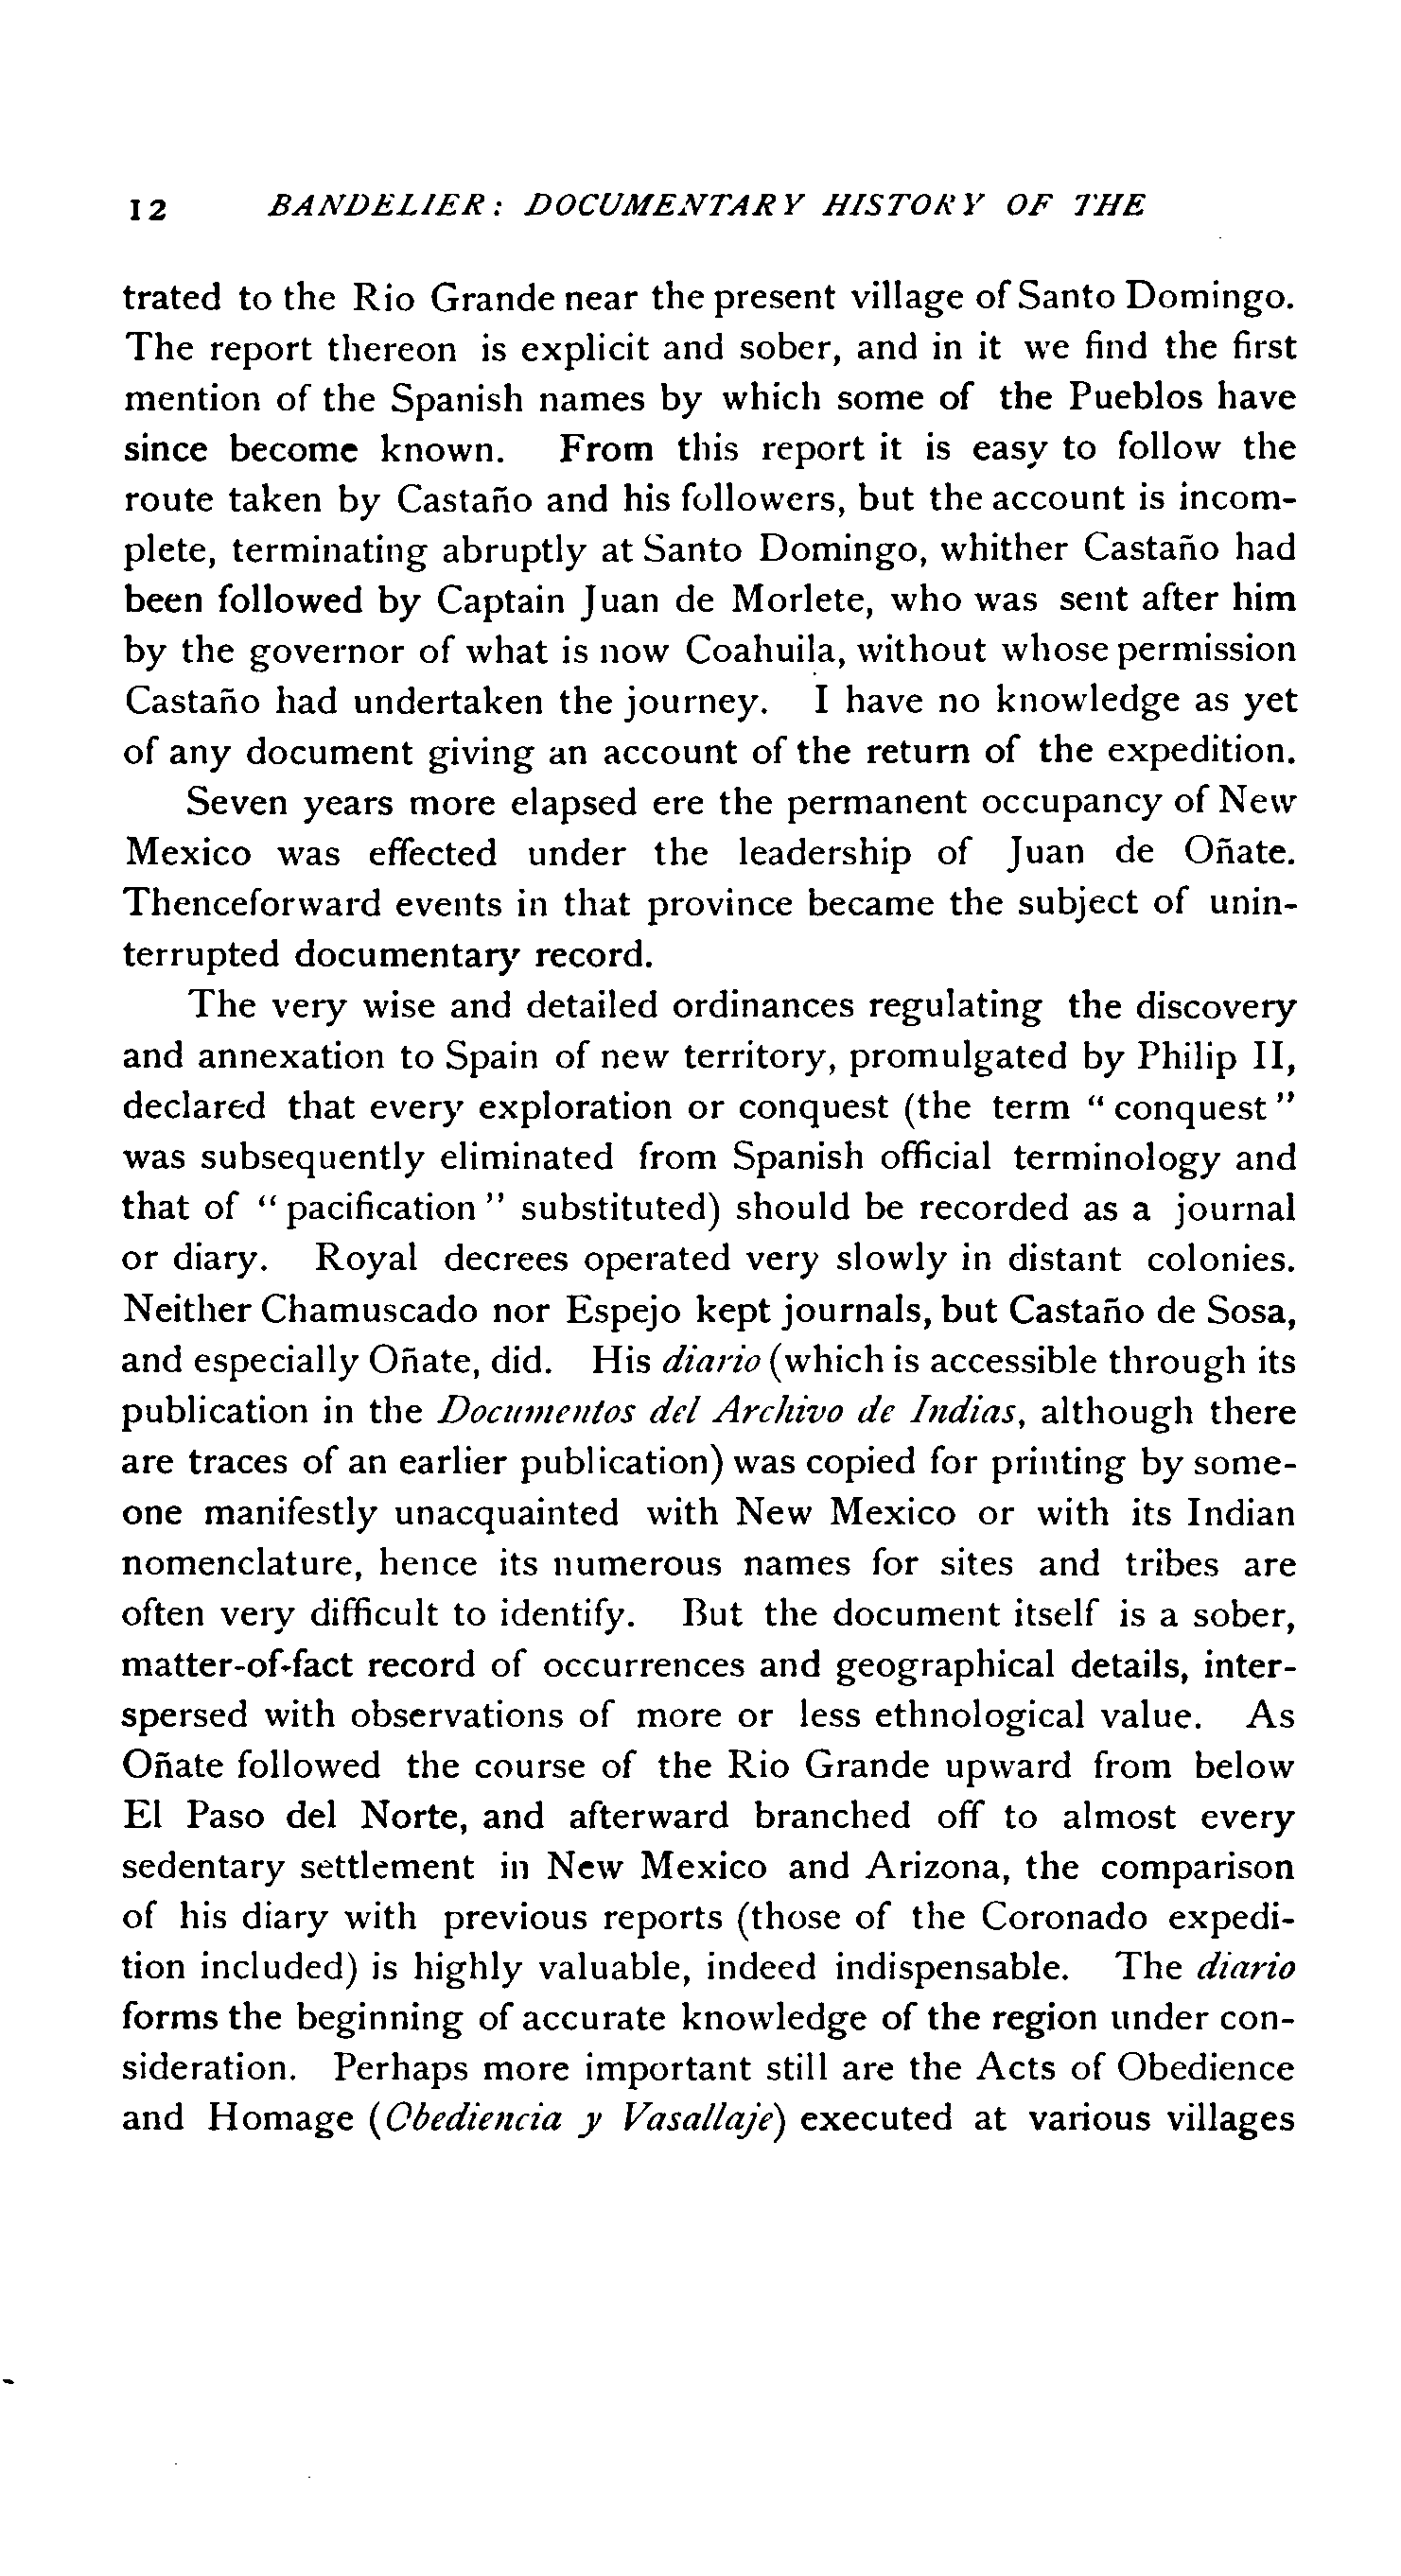 12 BANDELIER: DOCUMENTARY HISTORY OF THE
trated to the Rio Grande near the present village of Santo Domingo.
The report thereon is explicit and sober, and in it we find the first
mention of the Spanish names by which some of the Pueblos have
since become known. From this report it is easy to follow the
route taken by Castaño and his followers, but the account is incom-
plete, terminating abruptly at Santo Domingo, whither Castaño had
been followed by Captain Juan de Morlete, who was sent after him
by the governor of what is now Coahuila, without whose permission
Castaño had undertaken the journey. I have no knowledge as yet
of any document giving an account of the return of the expedition.
Seven years more elapsed ere the permanent occupancy of New
Mexico was effected under the leadership of Juan de Oñate.
Thenceforward events in that province became the subject of unin-
terrupted documentary record.
The very wise and detailed ordinances regulating the discovery
and annexation to Spain of new territory, promulgated by Philip II,
declared that every exploration or conquest (the term “ conquest ”
was subsequently eliminated from Spanish official terminology and
that of “ pacification ” substituted) should be recorded as a journal
or diary. Royal decrees operated very slowly in distant colonies.
Neither Chamuscado nor Espejo kept journals, but Castaño de Sosa,
and especially Oñate, did. His diario (which is accessible through its
publication in the Documentos del Archivo de Indias, although there
are traces of an earlier publication) was copied for printing by some-
one manifestly unacquainted with New Mexico or with its Indian
nomenclature, hence its numerous names for sites and tribes are
often very difficult to identify. But the document itself is a sober,
matter-of-fact record of occurrences and geographical details, inter-
spersed with observations of more or less ethnological value. As
Oñate followed the course of the Rio Grande upward from below
El Paso del Norte, and afterward branched off to almost every
sedentary settlement in New Mexico and Arizona, the comparison
of his diary with previous reports (those of the Coronado expedi-
tion included) is highly valuable, indeed indispensable. The diario
forms the beginning of accurate knowledge of the region under con-
sideration. Perhaps more important still are the Acts of Obedience
and Homage (Obediencia y Vasallaje) executed at various villages